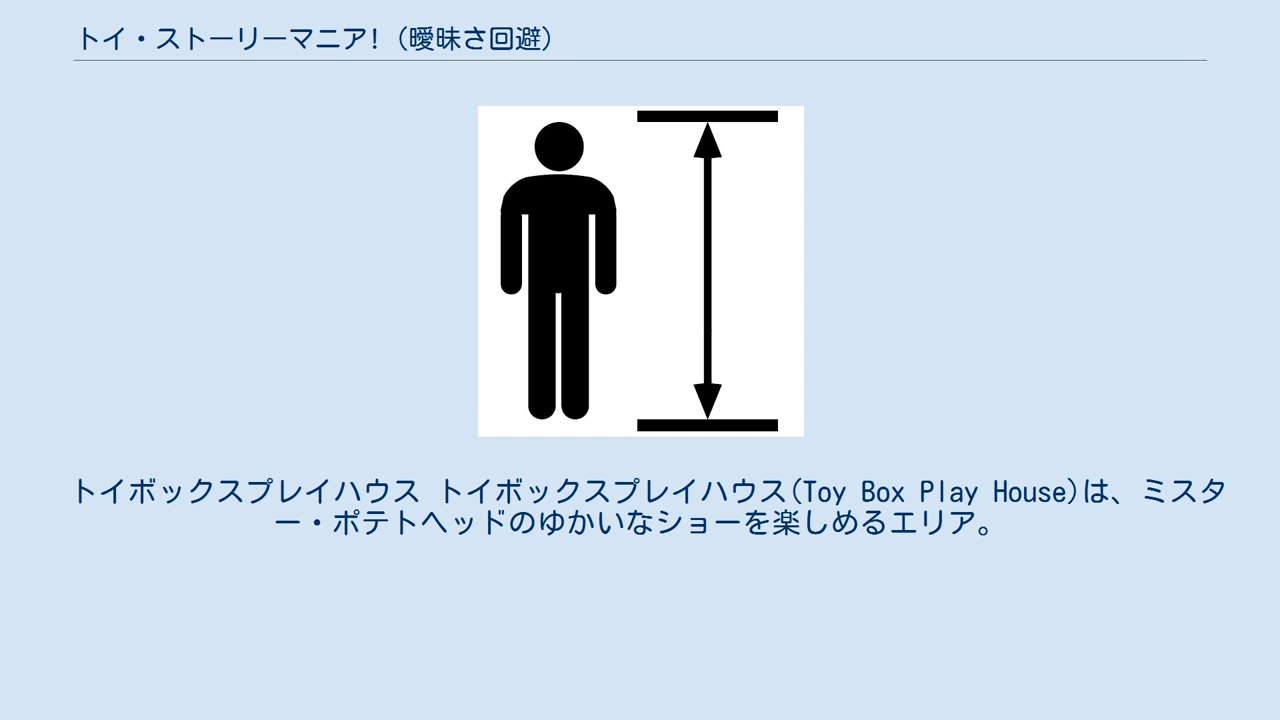 トイ・ストーリーマニア!（曖昧さ回避）
トイボックスプレイハウス トイボックスプレイハウス(Toy Box Play House)は、ミスタ
ー・ポテトヘッドのゆかいなショーを楽しめるエリア。